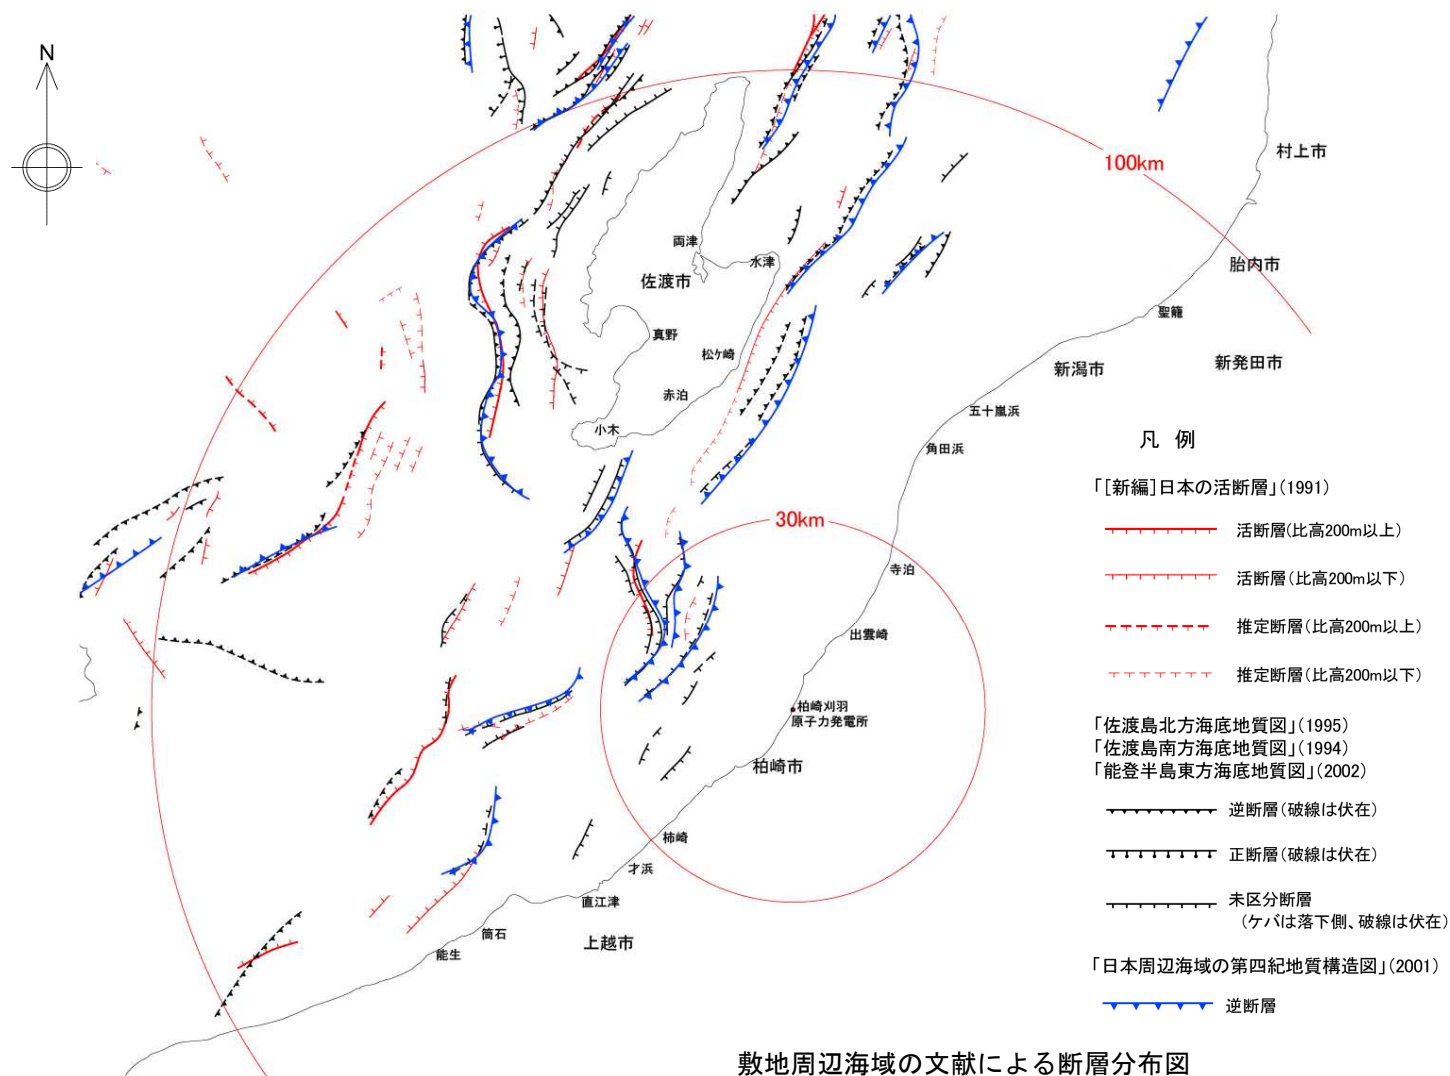 N
100km
村上市
両津
水津
佐渡市
胎内市
聖籠
真野
松ケ崎
新潟市
新発田市
赤泊
五十嵐浜
小木
角田浜
凡 例
「[新編]日本の活断層」(1991)
30km
活断層(比高200m以上)
寺泊
活断層(比高200m以下)
出雲崎
推定断層(比高200m以上)
推定断層(比高200m以下)
柏崎刈羽
原子力発電所
「佐渡島北方海底地質図」(1995)
「佐渡島南方海底地質図」(1994)
「能登半島東方海底地質図」(2002)
柏崎市
逆断層(破線は伏在)
柿崎
正断層(破線は伏在)
才浜
直江津
未区分断層
(ケバは落下側、破線は伏在)
筒石
上越市
能生
「日本周辺海域の第四紀地質構造図」(2001)
逆断層
敷地周辺海域の文献による断層分布図